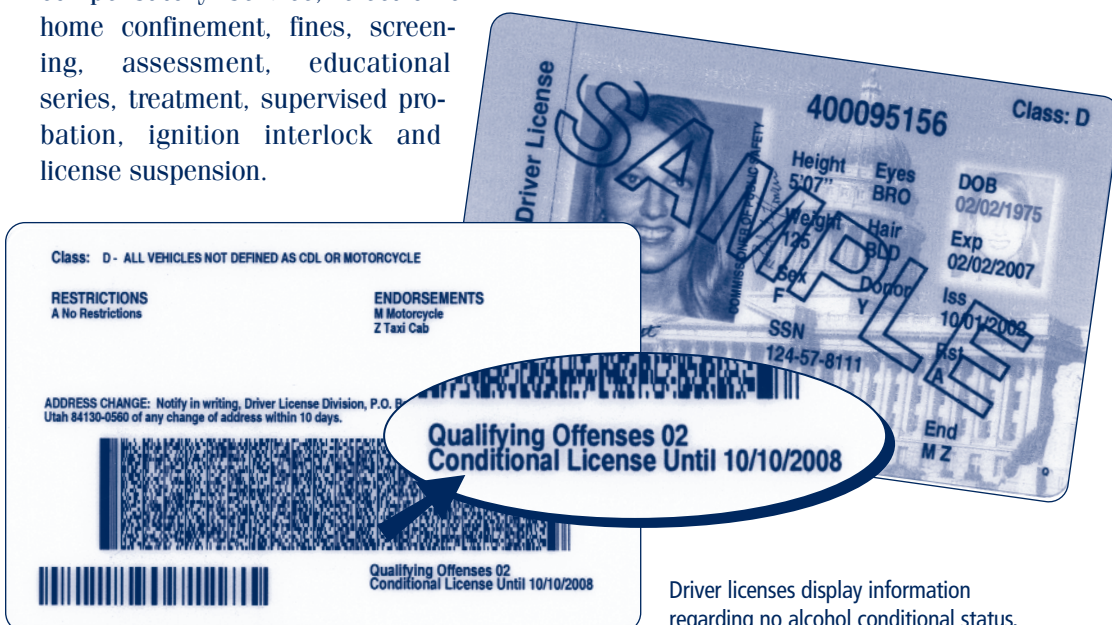 home confinement, fines, screen-
ing, assessment, educational
series, treatment, supervised pro-
bation, ignition interlock and
license suspension.
Driver License
SAMPLE
400095156
Class: D
COMMISSIONER OF PUBLIC SAFETY
Height
5'07"
Eyes
BRO
DOB
02/02/1975
Weight
125
Hair
BLD
Exp
02/02/2007
Sex
F
Donor
Y
Iss
10/01/2002
SSN
124-57-8111
Rst
A
End
M Z
Class: D - ALL VEHICLES NOT DEFINED AS CDL OR MOTORCYCLE
RESTRICTIONS
A No Restrictions
ENDORSEMENTS
M Motorcycle
Z Taxi Cab
ADDRESS CHANGE: Notify in writing, Driver License Division, P.O.
Utah 84130-0560 of any change of address within 10 days.
Qualifying Offenses 02
Conditional License Until 10/10/2008
Qualifying Offenses 02
Conditional License Until 10/10/2008
Driver licenses display information
regarding no alcohol conditional status.